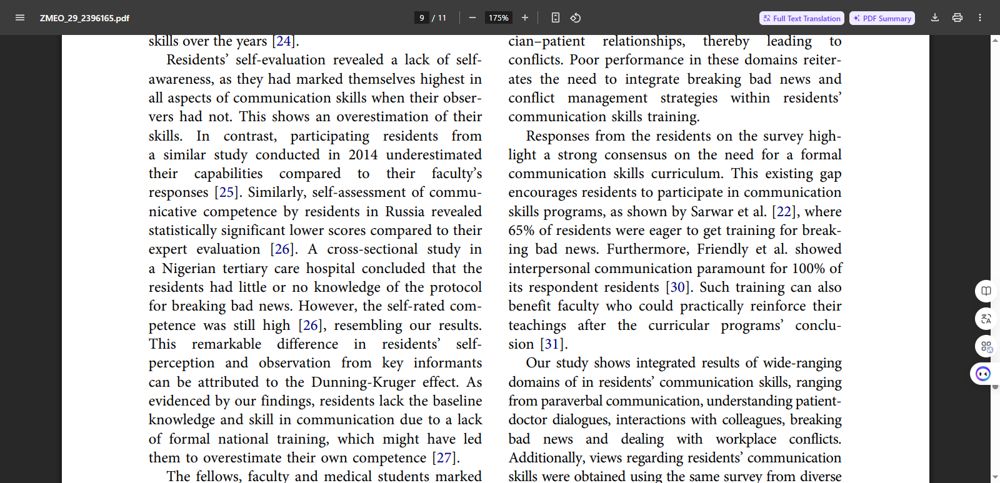 ZMEO_29_2396165.pdf
9 / 11
175%
Full Text Translation
PDF Summary
skills over the years [24].
Residents’ self-evaluation revealed a lack of self-
awareness, as they had marked themselves highest in
all aspects of communication skills when their obser-
vers had not. This shows an overestimation of their
skills. In contrast, participating residents from
a similar study conducted in 2014 underestimated
their capabilities compared to their faculty’s
responses [25]. Similarly, self-assessment of commu-
nicative competence by residents in Russia revealed
statistically significant lower scores compared to their
expert evaluation [26]. A cross-sectional study in
a Nigerian tertiary care hospital concluded that the
residents had little or no knowledge of the protocol
for breaking bad news. However, the self-rated com-
petence was still high [26], resembling our results.
This remarkable difference in residents’ self-
perception and observation from key informants
can be attributed to the Dunning-Kruger effect. As
evidenced by our findings, residents lack the baseline
knowledge and skill in communication due to a lack
of formal national training, which might have led
them to overestimate their own competence [27].
The fellows, faculty and medical students marked
cian–patient relationships, thereby leading to
conflicts. Poor performance in these domains reiter-
ates the need to integrate breaking bad news and
conflict management strategies within residents’
communication skills training.
Responses from the residents on the survey high-
light a strong consensus on the need for a formal
communication skills curriculum. This existing gap
encourages residents to participate in communication
skills programs, as shown by Sarwar et al. [22], where
65% of residents were eager to get training for break-
ing bad news. Furthermore, Friendly et al. showed
interpersonal communication paramount for 100% of
its respondent residents [30]. Such training can also
benefit faculty who could practically reinforce their
teachings after the curricular programs’ conclu-
sion [31].
Our study shows integrated results of wide-ranging
domains of in residents’ communication skills, ranging
from paraverbal communication, understanding patient-
doctor dialogues, interactions with colleagues, breaking
bad news and dealing with workplace conflicts.
Additionally, views regarding residents’ communication
skills were obtained using the same survey from diverse